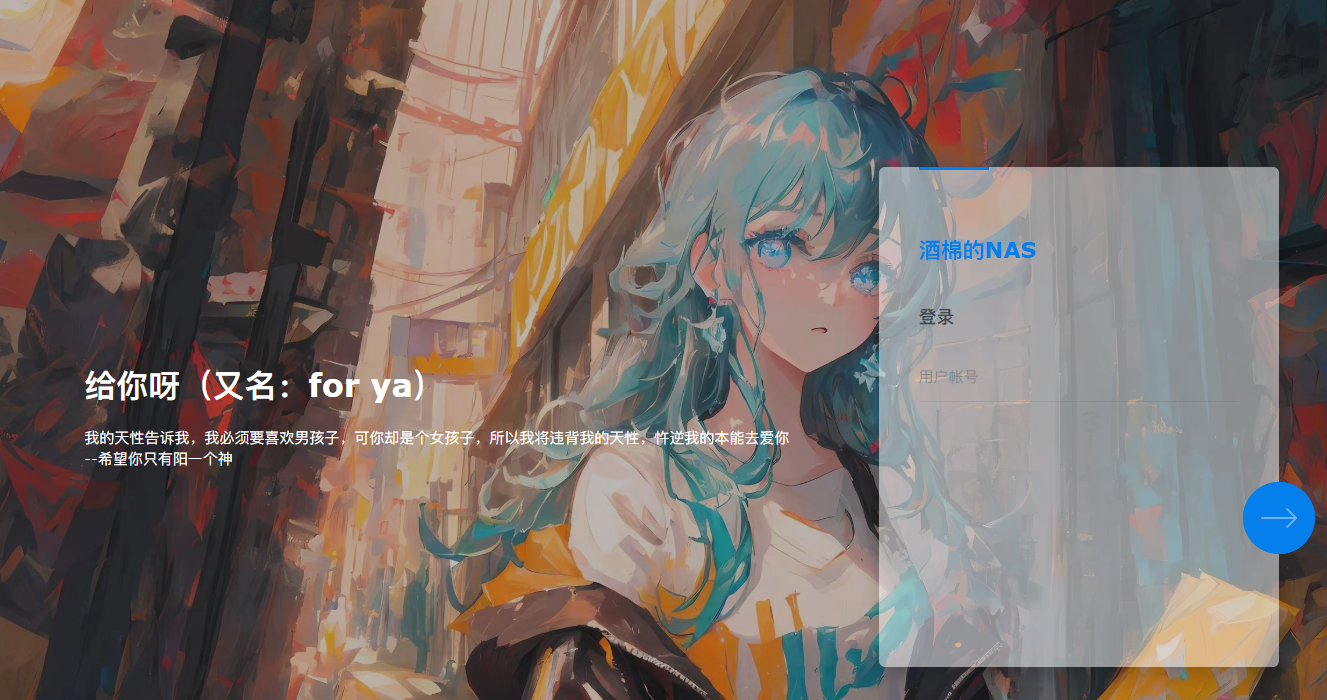 给你呀（又名：for ya）
我的天性告诉我，我必须要喜欢男孩子，可你却是个女孩子，所以我将违背我的天性，忤逆我的本能去爱你
--希望你只有阳一个神
酒棉的NAS
登录
用户帐号